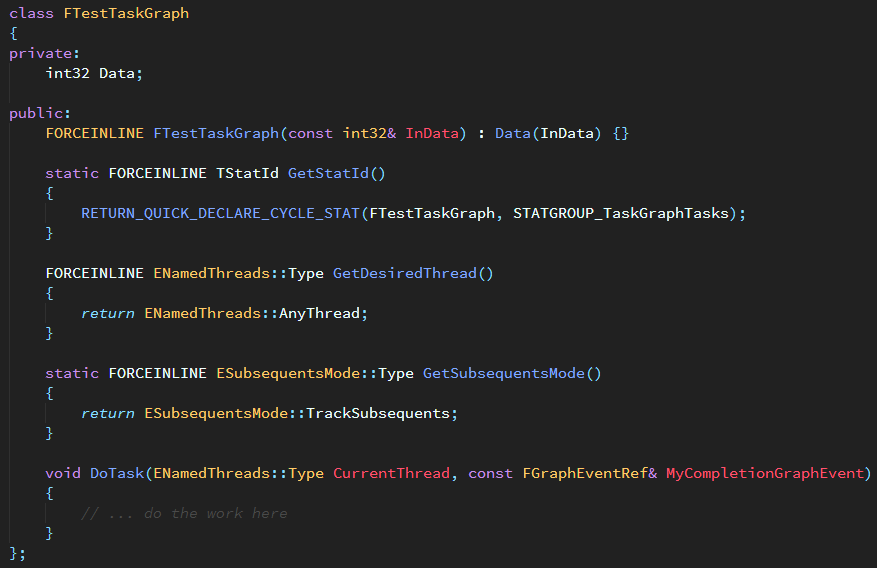 class FTestTaskGraph
{
private:
    int32 Data;
public:
    FORCEINLINE FTestTaskGraph(const int32& InData) : Data(InData) {}
    static FORCEINLINE TStatId GetStatId()
    {
        RETURN_QUICK_DECLARE_CYCLE_STAT(FTestTaskGraph, STATGROUP_TaskGraphTasks);
    }
    FORCEINLINE ENamedThreads::Type GetDesiredThread()
    {
        return ENamedThreads::AnyThread;
    }
    static FORCEINLINE ESubsequentsMode::Type GetSubsequentsMode()
    {
        return ESubsequentsMode::TrackSubsequents;
    }
    void DoTask(ENamedThreads::Type CurrentThread, const FGraphEventRef& MyCompletionGraphEvent)
    {
        // ... do the work here
    }
};